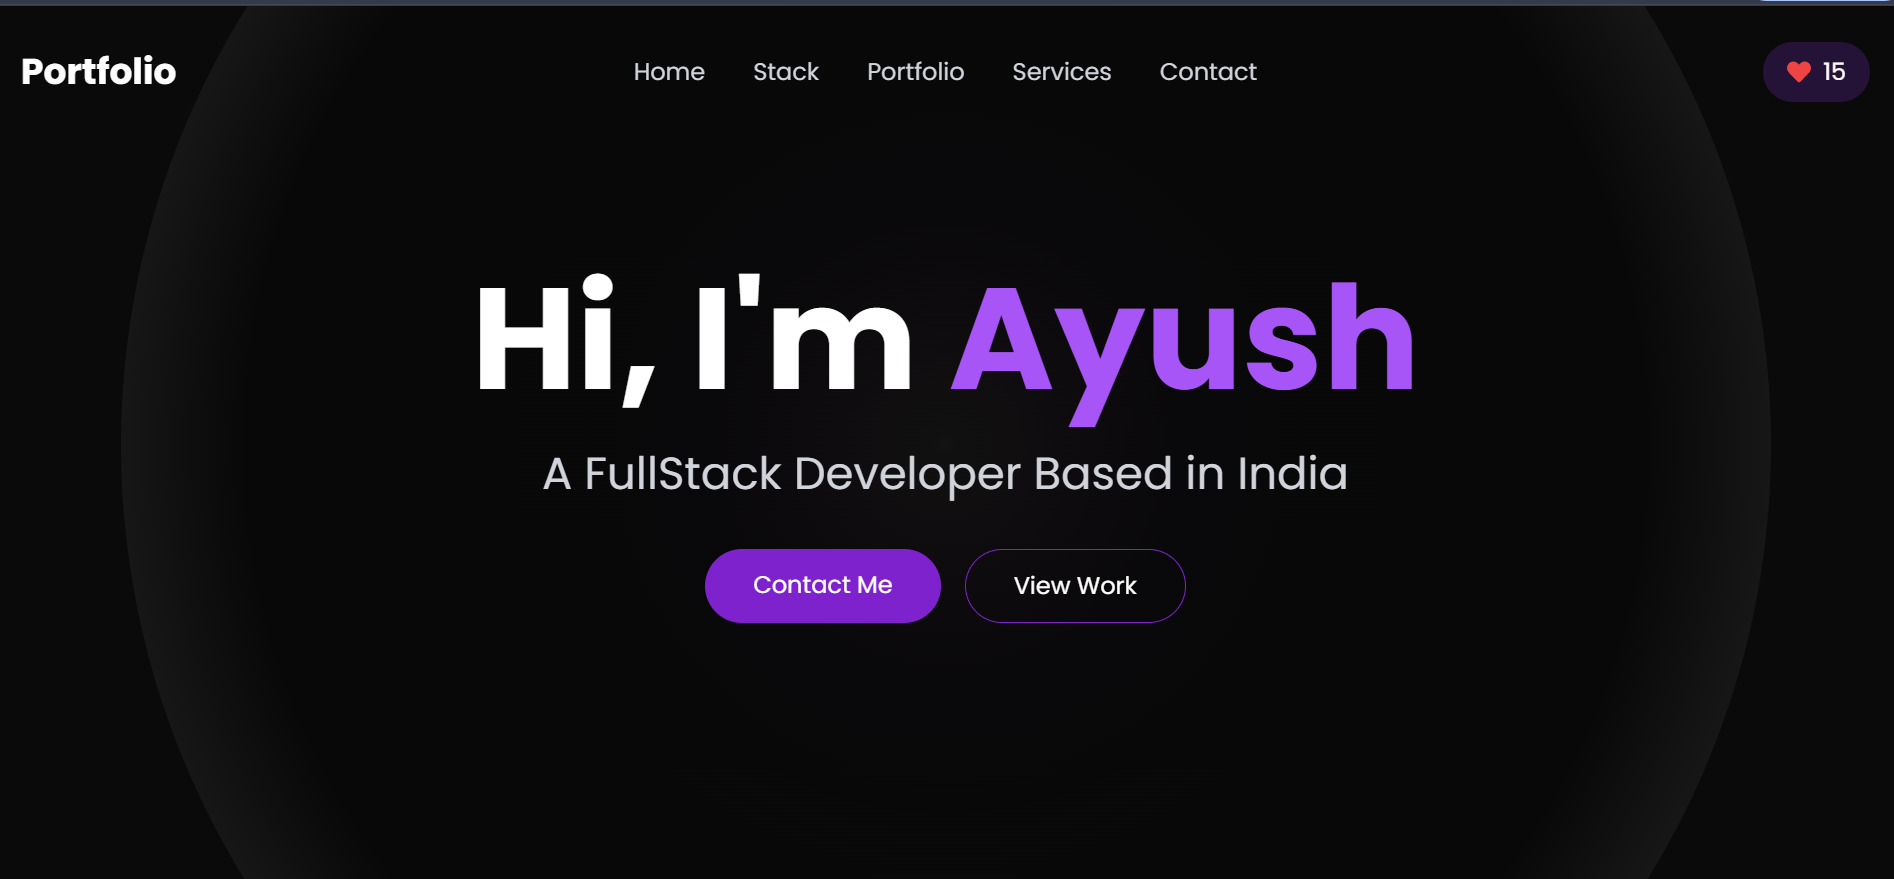 Portfolio
Home Stack Portfolio Services Contact
15
Hi, I'm Ayush
A FullStack Developer Based in India
Contact Me View Work